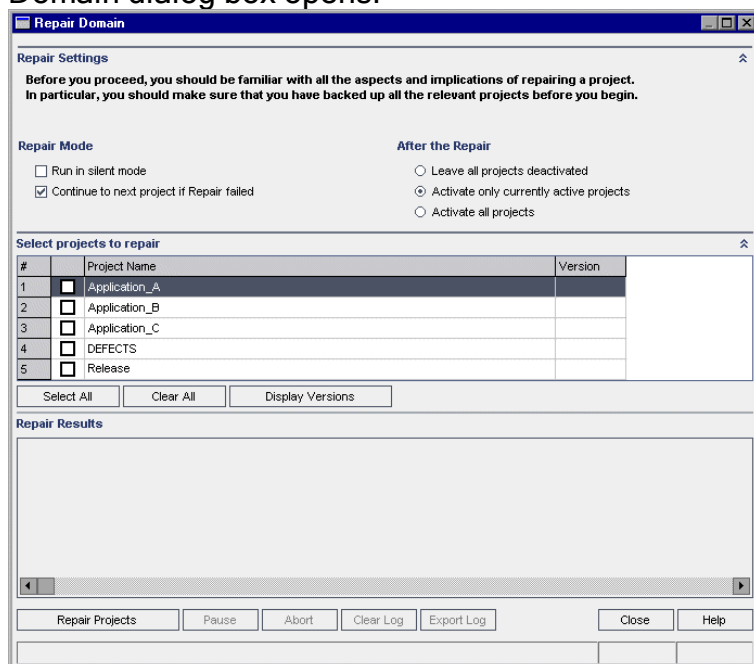 Domain dialog box opens.
Repair Domain
Repair Settings
Before you proceed, you should be familiar with all the aspects and implications of repairing a project.
In particular, you should make sure that you have backed up all the relevant projects before you begin.
Repair Mode After the Repair
Run in silent mode Leave all projects deactivated
Continue to next project if Repair failed Activate only currently active projects
Activate all projects
Select projects to repair
# Project Name Version
1 Application_A
2 Application_B
3 Application_C
4 DEFECTS
5 Release
Select All Clear All Display Versions
Repair Results
Repair Projects Pause Abort Clear Log Export Log Close Help